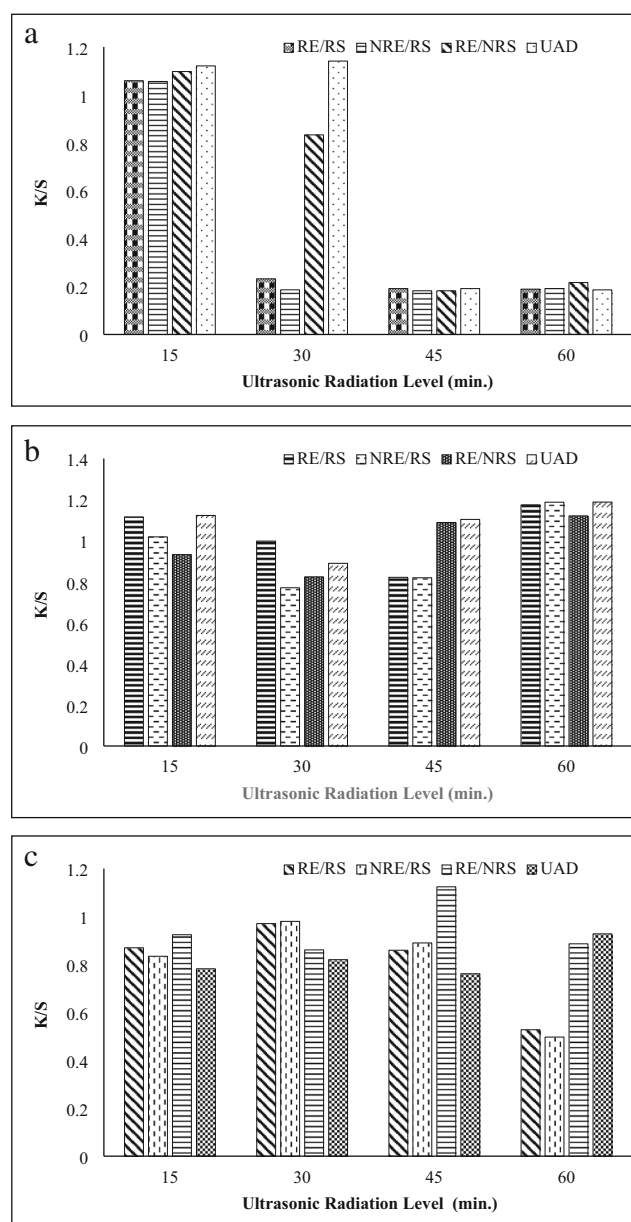 a
RE/RS NRE/RS RE/NRS UAD
1.2
1
0.8
0.6
0.4
0.2
0
K/S
15 30 45 60
Ultrasonic Radiation Level (min.)
b
RE/RS NRE/RS RE/NRS UAD
1.4
1.2
1
0.8
0.6
0.4
0.2
0
K/S
15 30 45 60
Ultrasonic Radiation Level (min.)
c
RE/RS NRE/RS RE/NRS UAD
1.2
1
0.8
0.6
0.4
0.2
0
K/S
15 30 45 60
Ultrasonic Radiation Level (min.)